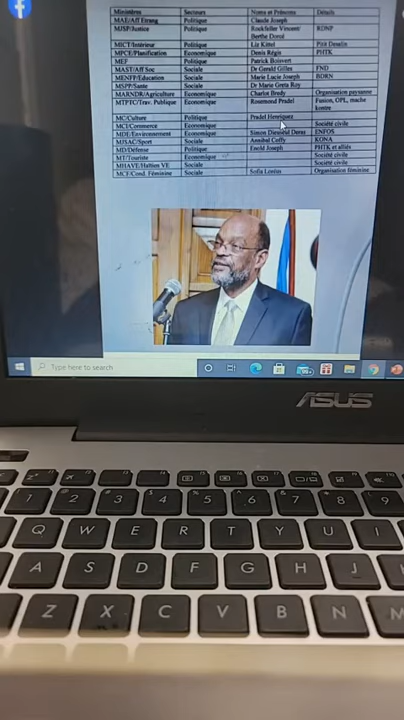 Ministères Secteurs Noms et Prénoms Détails
MAE/Aff Etrang Politique Claude Joseph
MJSP/Justice Politique Rockfeller Vincent/ RDNP
Berthe Dorcé
MICT/Intérieur Politique Liz Kittel Pitit Desalin
MPCE/Planification Economique Denis Régis PHTK
MEF Politique Patrick Boisvert
MAST/Aff Soc Sociale Dr Gerald Gilles FND
MENFP/Education Sociale Marie Lucie Joseph BDRN
MSPP/Santé Sociale Dr Marie Greta Roy
MARNDR/Agriculture Economique Charlot Bredy Organisation paysanne
MTPTC/Trav. Publique Economique Rosemond Pradel Fusion, OPL, mache
kontre
MC/Culture Politique Pradel Henriquez
MCI/Commerce Economique Société civile
MDE/Environnement Economique Simon Dieuseul Deras ENFOS
MJSAC/Sport Sociale Annibal Coffy KONA
MD/Défense Politique Enold Joseph PHTK et alliés
MT/Touriste Economique Société civile
MHAVE/Haïtien VE Sociale Société civile
MCF/Cond. Féminine Sociale Sofia Loréus Organisation féminine
Type here to search
ASUS
1 2 3 4 5 6 7 8 9
Q W E R T Y U I
A S D F G H J
Z X C V B N M